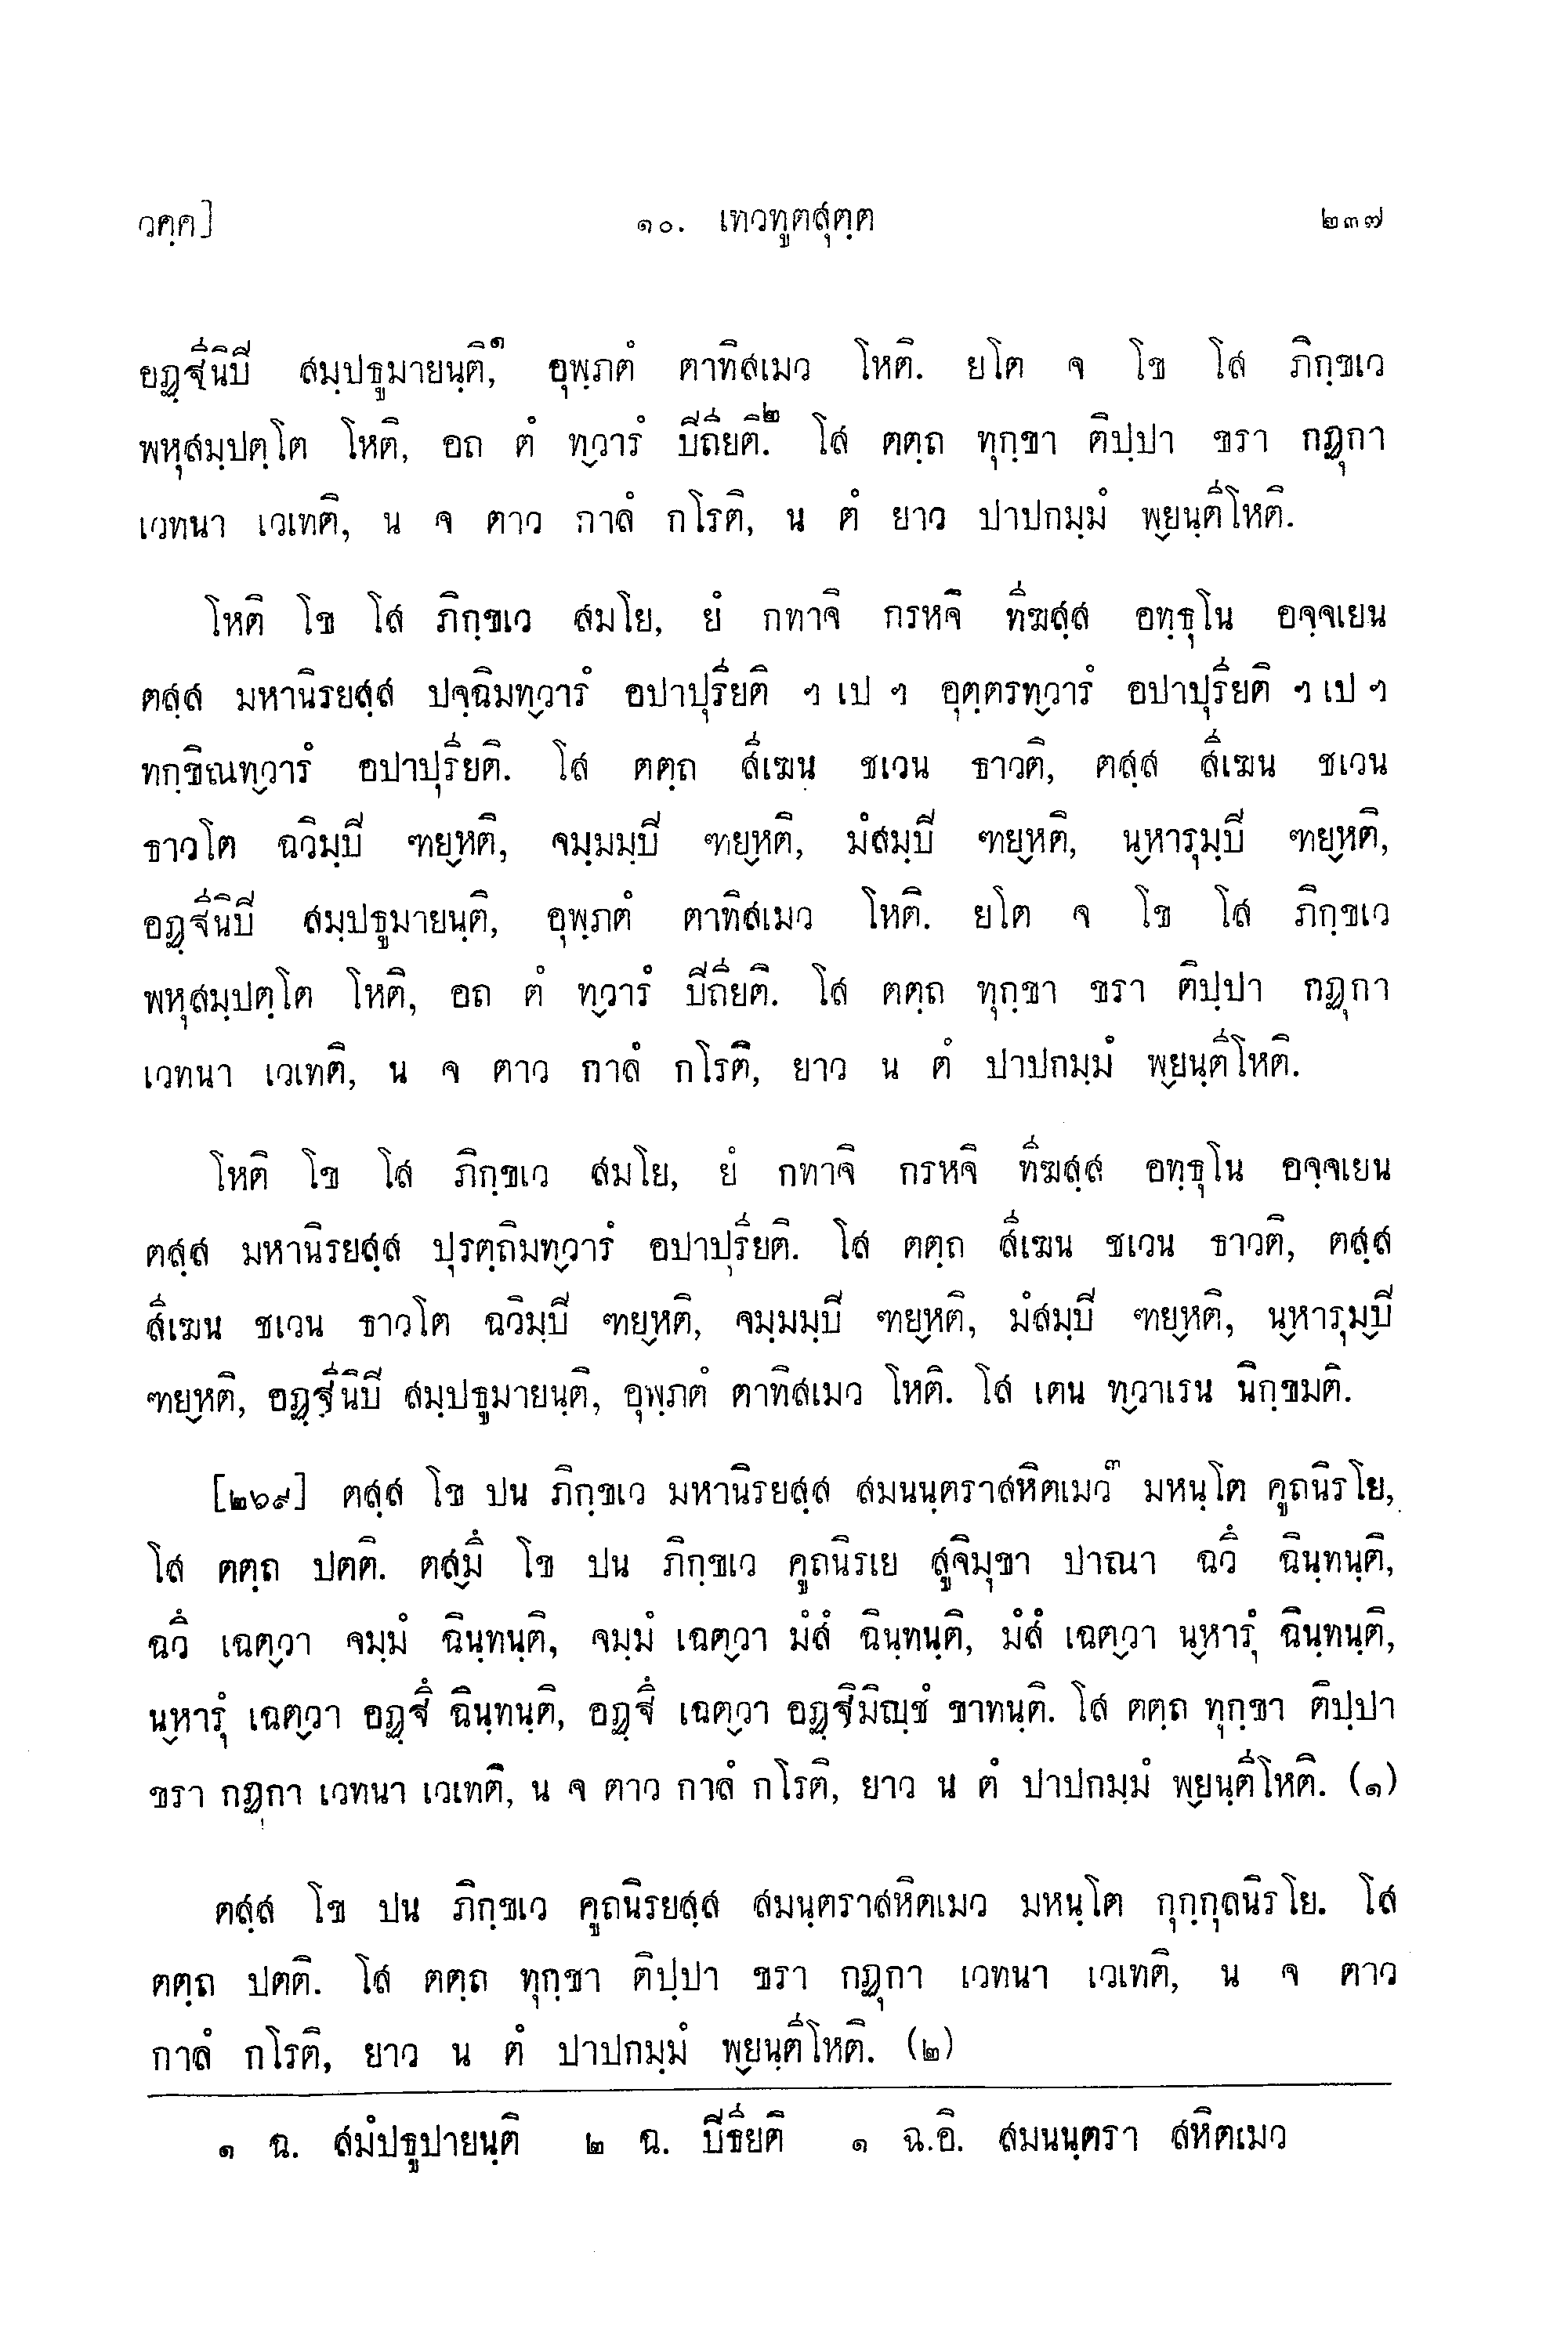 วคฺค] ๑๐. เทวทูตสุตฺต ๒๓๗
ยฏฺฐีนิปี สมฺปธูมายนฺติ,๑ อุพฺภตํ ตาทิสเมว โหติ. ยโต จ โข โส ภิกฺขเว
พหุสมฺปตฺโต โหติ, อถ ตํ ทฺวารํ ปีถิยฺยติ.๒ โส ตตฺถ ทุกฺขา ติปฺปา ขรา กฏุกา
เวทนา เวเทติ, น จ ตาว กาลํ กโรติ, น ตํ ยาว ปาปกมฺมํ พฺยนฺตีโหติ.
โหติ โข โส ภิกฺขเว สมโย, ยํ กทาจิ กรหจิ ทีฆสฺส อทฺธุโน อจฺจเยน
ตสฺส มหานิรยสฺส ปจฺฉิมทฺวารํ อปาปุรียติ ฯ เป ฯ อุตฺตรทฺวารํ อปาปุรียติ ฯ เป ฯ
ทกฺขิณทฺวารํ อปาปุรียติ. โส ตตฺถ สีเฆน ชเวน ธาวติ, ตสฺส สีเฆน ชเวน
ธาวโต ฉวิมฺปี ฑยฺหติ, จมฺมมฺปี ฑยฺหติ, มํสมฺปี ฑยฺหติ, นฺหารุมฺปี ฑยฺหติ,
อฏฺฐีนิปี สมฺปธูมายนฺติ, อุพฺภตํ ตาทิสเมว โหติ. ยโต จ โข โส ภิกฺขเว
พหุสมฺปตฺโต โหติ, อถ ตํ ทฺวารํ ปีถียติ. โส ตตฺถ ทุกฺขา ขรา ติปฺปา กฏุกา
เวทนา เวเทติ, น จ ตาว กาลํ กโรติ, ยาว น ตํ ปาปกมฺมํ พฺยนฺตีโหติ.
โหติ โข โส ภิกฺขเว สมโย, ยํ กทาจิ กรหจิ ทีฆสฺส อทฺธุโน อจฺจเยน
ตสฺส มหานิรยสฺส ปุรตฺถิมทฺวารํ อปาปุรียติ. โส ตตฺถ สีเฆน ชเวน ธาวติ, ตสฺส
สีเฆน ชเวน ธาวโต ฉวิมฺปี ฑยฺหติ, จมฺมมฺปี ฑยฺหติ, มํสมฺปี ฑยฺหติ, นฺหารุมฺปี
ฑยฺหติ, อฏฺฐีนิปี สมฺปธูมายนฺติ, อุพฺภตํ ตาทิสเมว โหติ. โส เตน ทฺวาเรน นิกฺขมติ.
[๒๖๙] ตสฺส โข ปน ภิกฺขเว มหานิรยสฺส สมนนฺตราสหิตเมว๓ มหนฺโต คูถนิรโย,
โส ตตฺถ ปตติ. ตสฺมึ โข ปน ภิกฺขเว คูถนิรเย สูจิมุขา ปาณา ฉวึ ฉินฺทนฺติ,
ฉวึ เฉตฺวา จมฺมํ ฉินฺทนฺติ, จมฺมํ เฉตฺวา มํสํ ฉินฺทนฺติ, มํสํ เฉตฺวา นฺหารุํ ฉินฺทนฺติ,
นฺหารุํ เฉตฺวา อฏฺฐึ ฉินฺทนฺติ, อฏฺฐึ เฉตฺวา อฏฺฐิมิญฺชํ ขาทนฺติ. โส ตตฺถ ทุกฺขา ติปฺปา
ขรา กฏุกา เวทนา เวเทติ, น จ ตาว กาลํ กโรติ, ยาว น ตํ ปาปกมฺมํ พฺยนฺตีโหติ. (๑)
ตสฺส โข ปน ภิกฺขเว คูถนิรยสฺส สมนฺตราสหิตเมว มหนฺโต กุกฺกุลนิรโย. โส
ตตฺถ ปตติ. โส ตตฺถ ทุกฺขา ติปฺปา ขรา กฏุกา เวทนา เวเทติ, น จ ตาว
กาลํ กโรติ, ยาว น ตํ ปาปกมฺมํ พฺยนฺตีโหติ. (๒)
๑ ฉ. สมํปธูปายนฺติ ๒ ฉ. ปีธียติ ๑ ฉ.อิ. สมนนฺตรา สหิตเมว